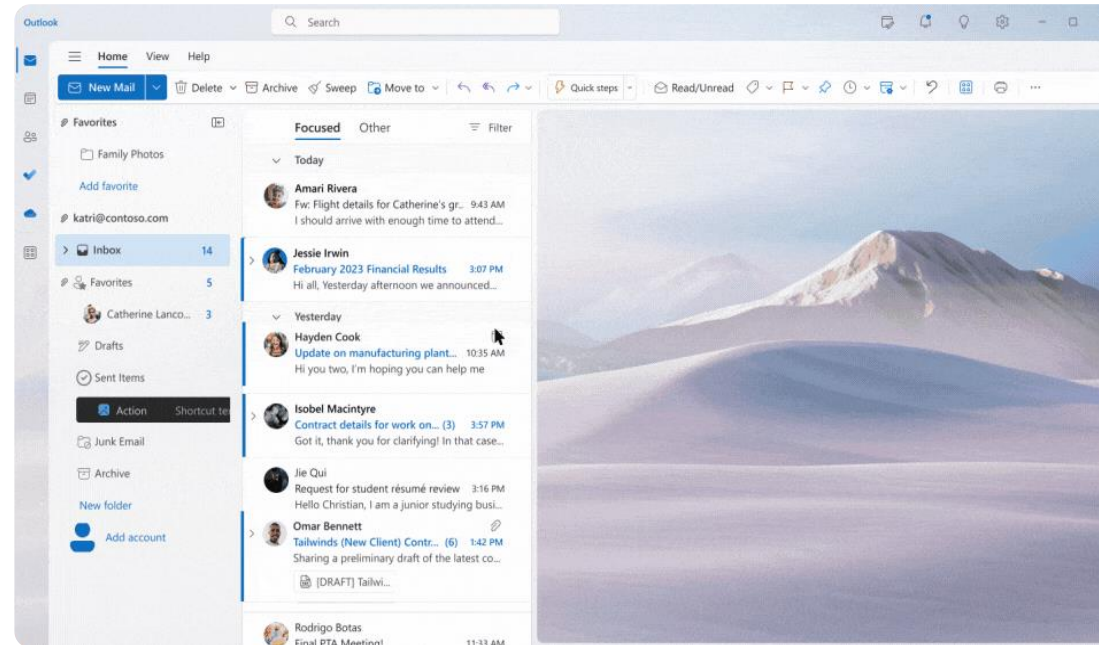 Outlook
Search
Home View Help
New Mail Delete Archive Sweep Move to Quick steps Read/Unread ...
Favorites
Family Photos
Add favorite
katri@contoso.com
Inbox 14
Favorites 5
Catherine Lanco... 3
Drafts
Sent Items
Action Shortcut te
Junk Email
Archive
New folder
Add account
Focused Other Filter
Today
Amari Rivera
Fw: Flight details for Catherine's gr... 9:43 AM
I should arrive with enough time to attend...
Jessie Irwin
February 2023 Financial Results 3:07 PM
Hi all, Yesterday afternoon we announced...
Yesterday
Hayden Cook
Update on manufacturing plant... 10:35 AM
Hi you two, I'm hoping you can help me
Isobel Macintyre
Contract details for work on... (3) 3:57 PM
Got it, thank you for clarifying! In that case...
Jie Qui
Request for student résumé review 3:16 PM
Hello Christian, I am a junior studying busi...
Omar Bennett
Tailwinds (New Client) Contr... (6) 1:42 PM
Sharing a preliminary draft of the latest co...
[DRAFT] Tailwi...
Rodrigo Botas
Final PTA Meeting! 11:33 AM